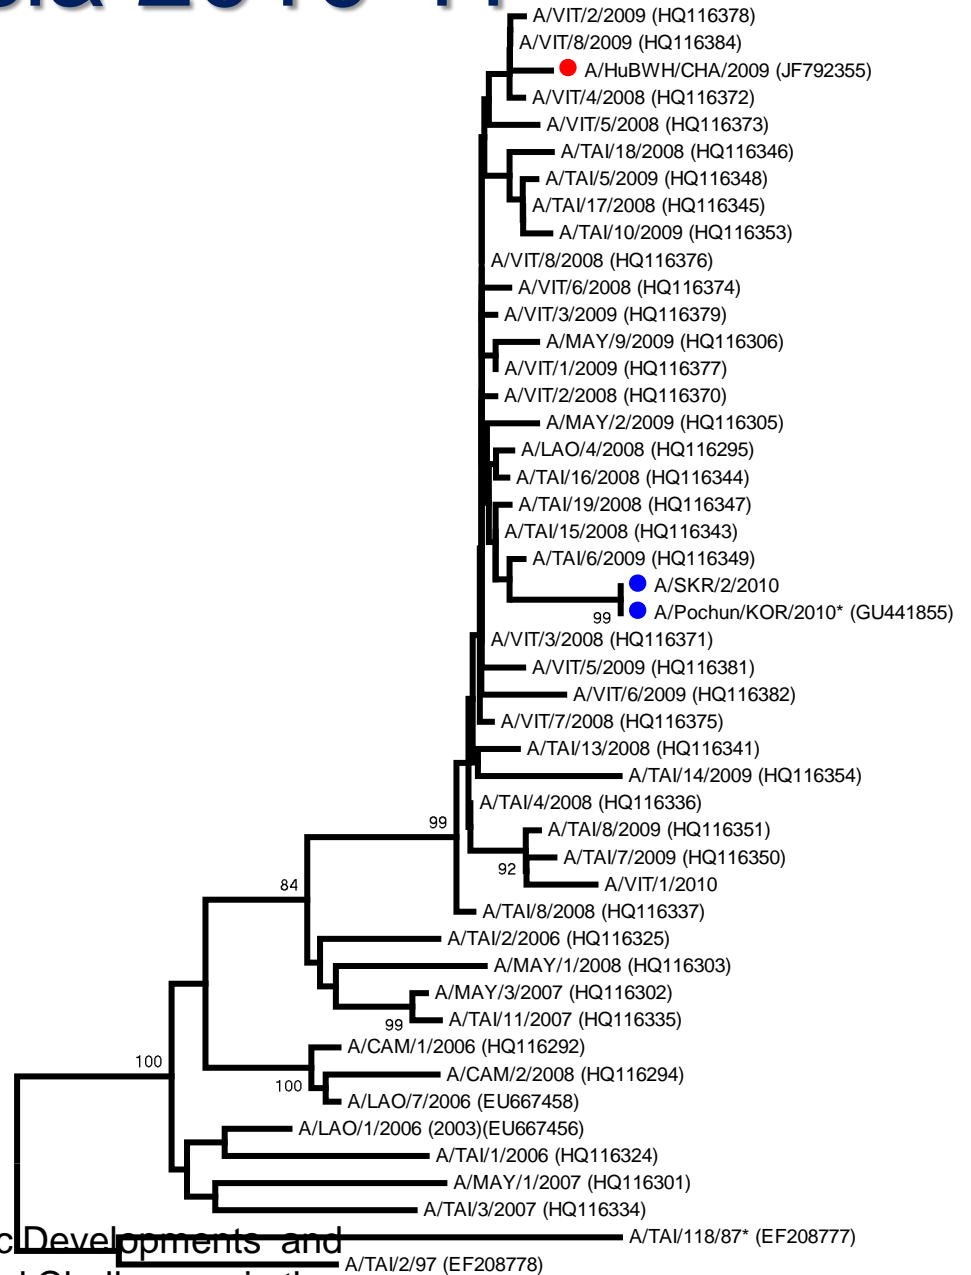 2010-11
A/VIT/2/2009 (HQ116378)
A/VIT/8/2009 (HQ116384)
A/HuBWH/CHA/2009 (JF792355)
A/VIT/4/2008 (HQ116372)
A/VIT/5/2008 (HQ116373)
A/TAI/18/2008 (HQ116346)
A/TAI/5/2009 (HQ116348)
A/TAI/17/2008 (HQ116345)
A/TAI/10/2009 (HQ116353)
A/VIT/8/2008 (HQ116376)
A/VIT/6/2008 (HQ116374)
A/VIT/3/2009 (HQ116379)
A/MAY/9/2009 (HQ116306)
A/VIT/1/2009 (HQ116377)
A/VIT/2/2008 (HQ116370)
A/MAY/2/2009 (HQ116305)
A/LAO/4/2008 (HQ116295)
A/TAI/16/2008 (HQ116344)
A/TAI/19/2008 (HQ116347)
A/TAI/15/2008 (HQ116343)
A/TAI/6/2009 (HQ116349)
A/SKR/2/2010
99 A/Pochun/KOR/2010* (GU441855)
A/VIT/3/2008 (HQ116371)
A/VIT/5/2009 (HQ116381)
A/VIT/6/2009 (HQ116382)
A/VIT/7/2008 (HQ116375)
A/TAI/13/2008 (HQ116341)
A/TAI/14/2009 (HQ116354)
A/TAI/4/2008 (HQ116336)
99 A/TAI/8/2009 (HQ116351)
A/TAI/7/2009 (HQ116350)
92
84 A/VIT/1/2010
A/TAI/8/2008 (HQ116337)
A/TAI/2/2006 (HQ116325)
A/MAY/1/2008 (HQ116303)
A/MAY/3/2007 (HQ116302)
99 A/TAI/11/2007 (HQ116335)
A/CAM/1/2006 (HQ116292)
100
A/CAM/2/2008 (HQ116294)
100
A/LAO/7/2006 (EU667458)
A/LAO/1/2006 (2003)(EU667456)
A/TAI/1/2006 (HQ116324)
A/MAY/1/2007 (HQ116301)
A/TAI/3/2007 (HQ116334)
A/TAI/118/87* (EF208777)
c Developments and
A/TAI/2/97 (EF208778)